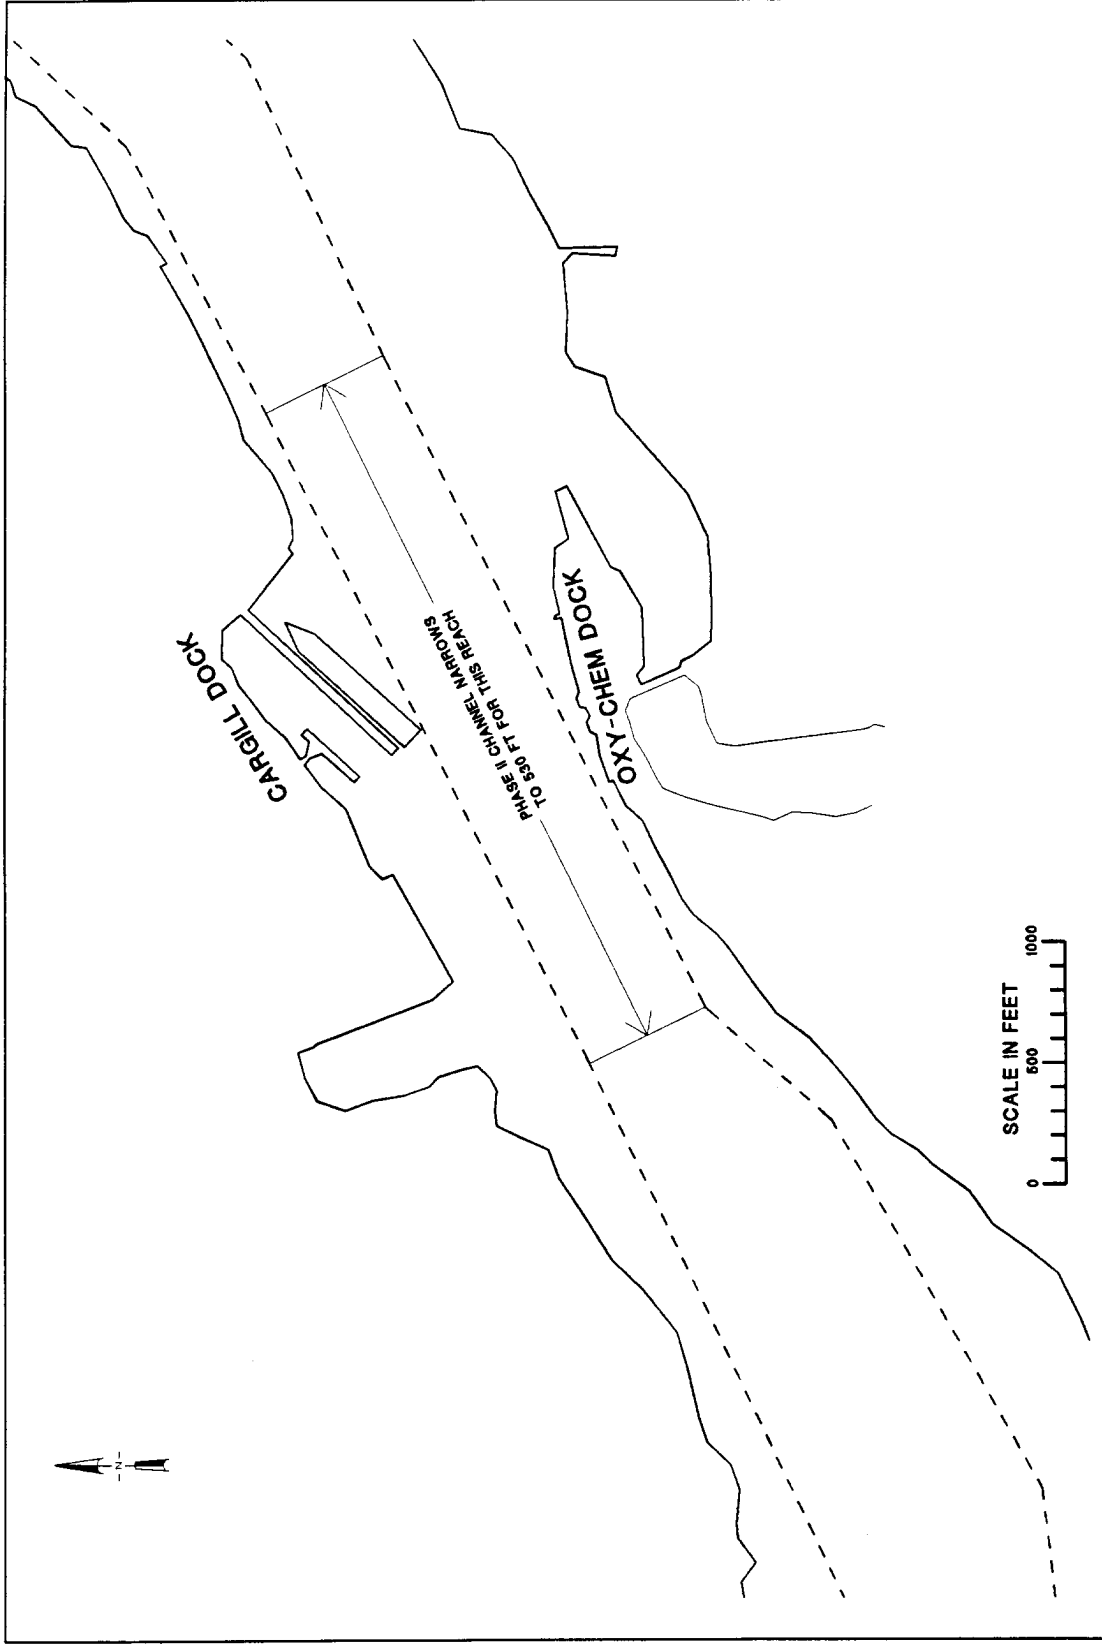 CARGILL DOCK
PHASE II CHANNEL NARROWS
TO 530 FT FOR THIS REACH
OXY-CHEM DOCK
N
SCALE IN FEET
0 500 1000